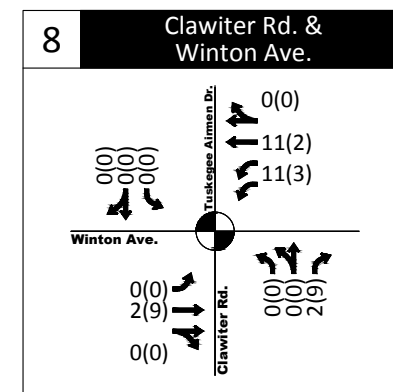 8
Clawiter Rd. &
Winton Ave.
Tuskegee Airmen Dr.
0(0)
11(2)
11(3)
0(0)
0(0)
0(0)
Winton Ave.
0(0)
2(9)
0(0)
Clawiter Rd.
0(0)
0(0)
2(9)